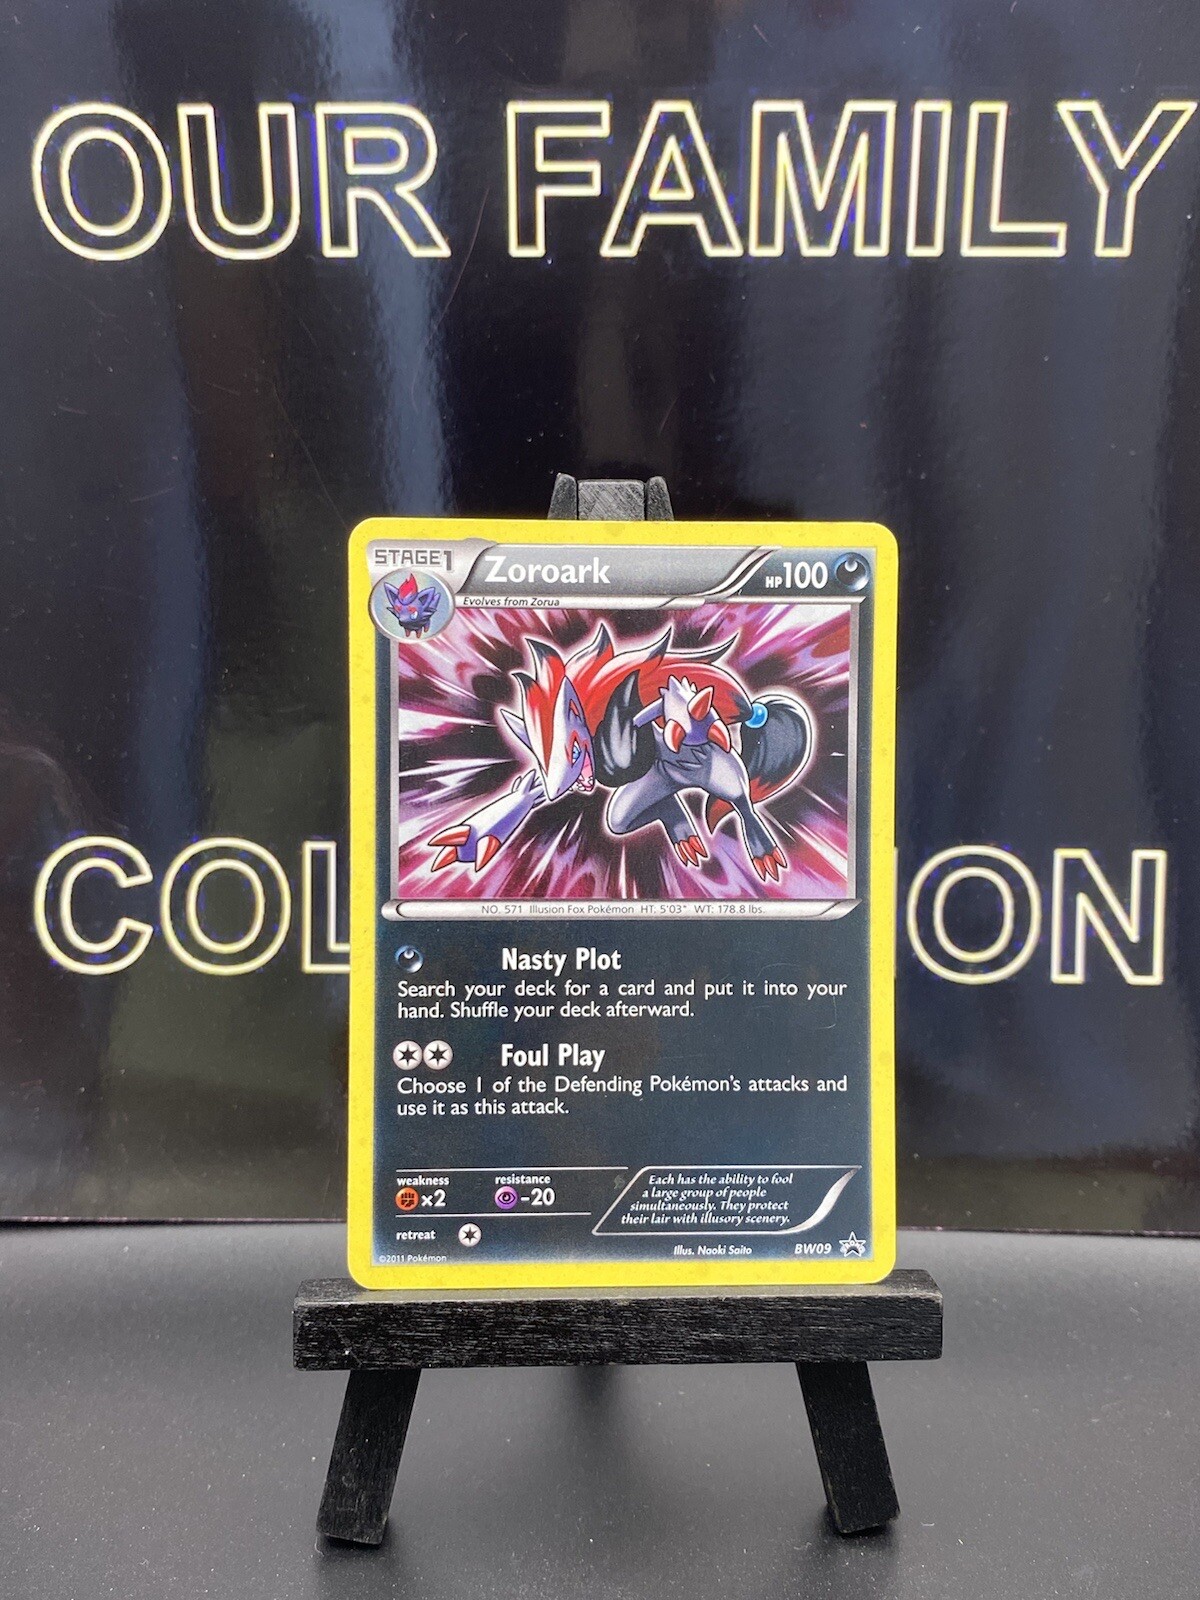 OUR FAMILY
COL ON
STAGE1
Zoroark
HP100
Evolves from Zorua
NO. 571 Illusion Fox Pokémon HT: 5'03" WT: 178.8 lbs.
Nasty Plot
Search your deck for a card and put it into your
hand. Shuffle your deck afterward.
Foul Play
Choose 1 of the Defending Pokémon's attacks and
use it as this attack.
weakness
×2
resistance
-20
retreat
Each has the ability to fool
a large group of people
simultaneously. They protect
their lair with illusory scenery.
Illus. Naoki Saito
BW09
©2011 Pokémon